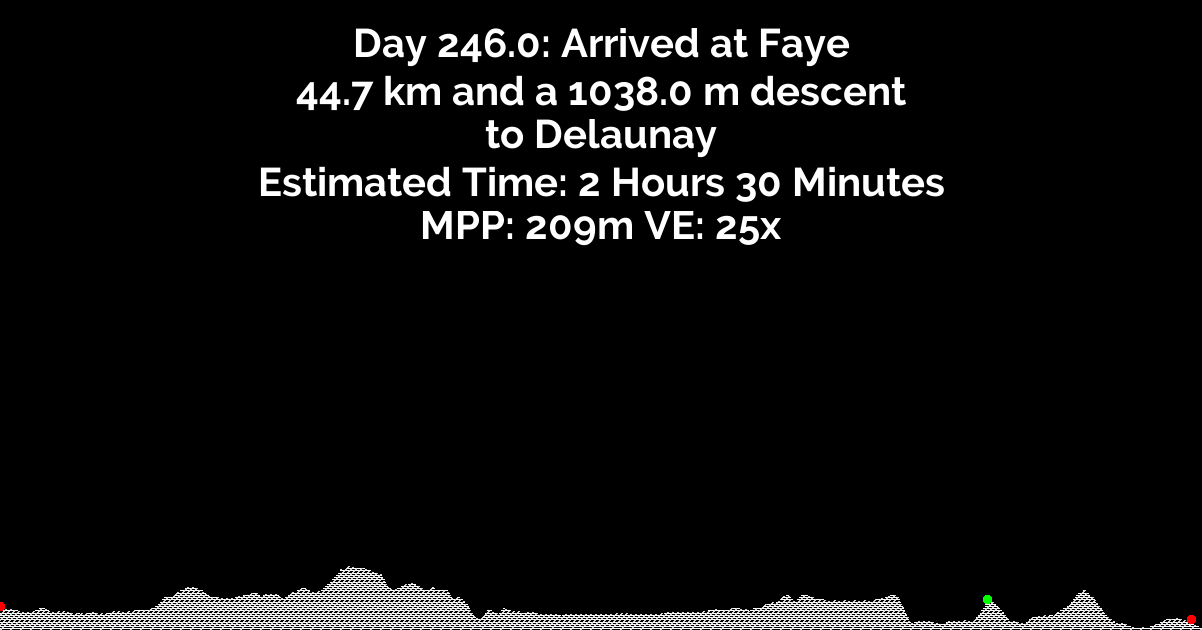 Day 246.0: Arrived at Faye
44.7 km and a 1038.0 m descent
to Delaunay
Estimated Time: 2 Hours 30 Minutes
MPP: 209m VE: 25x